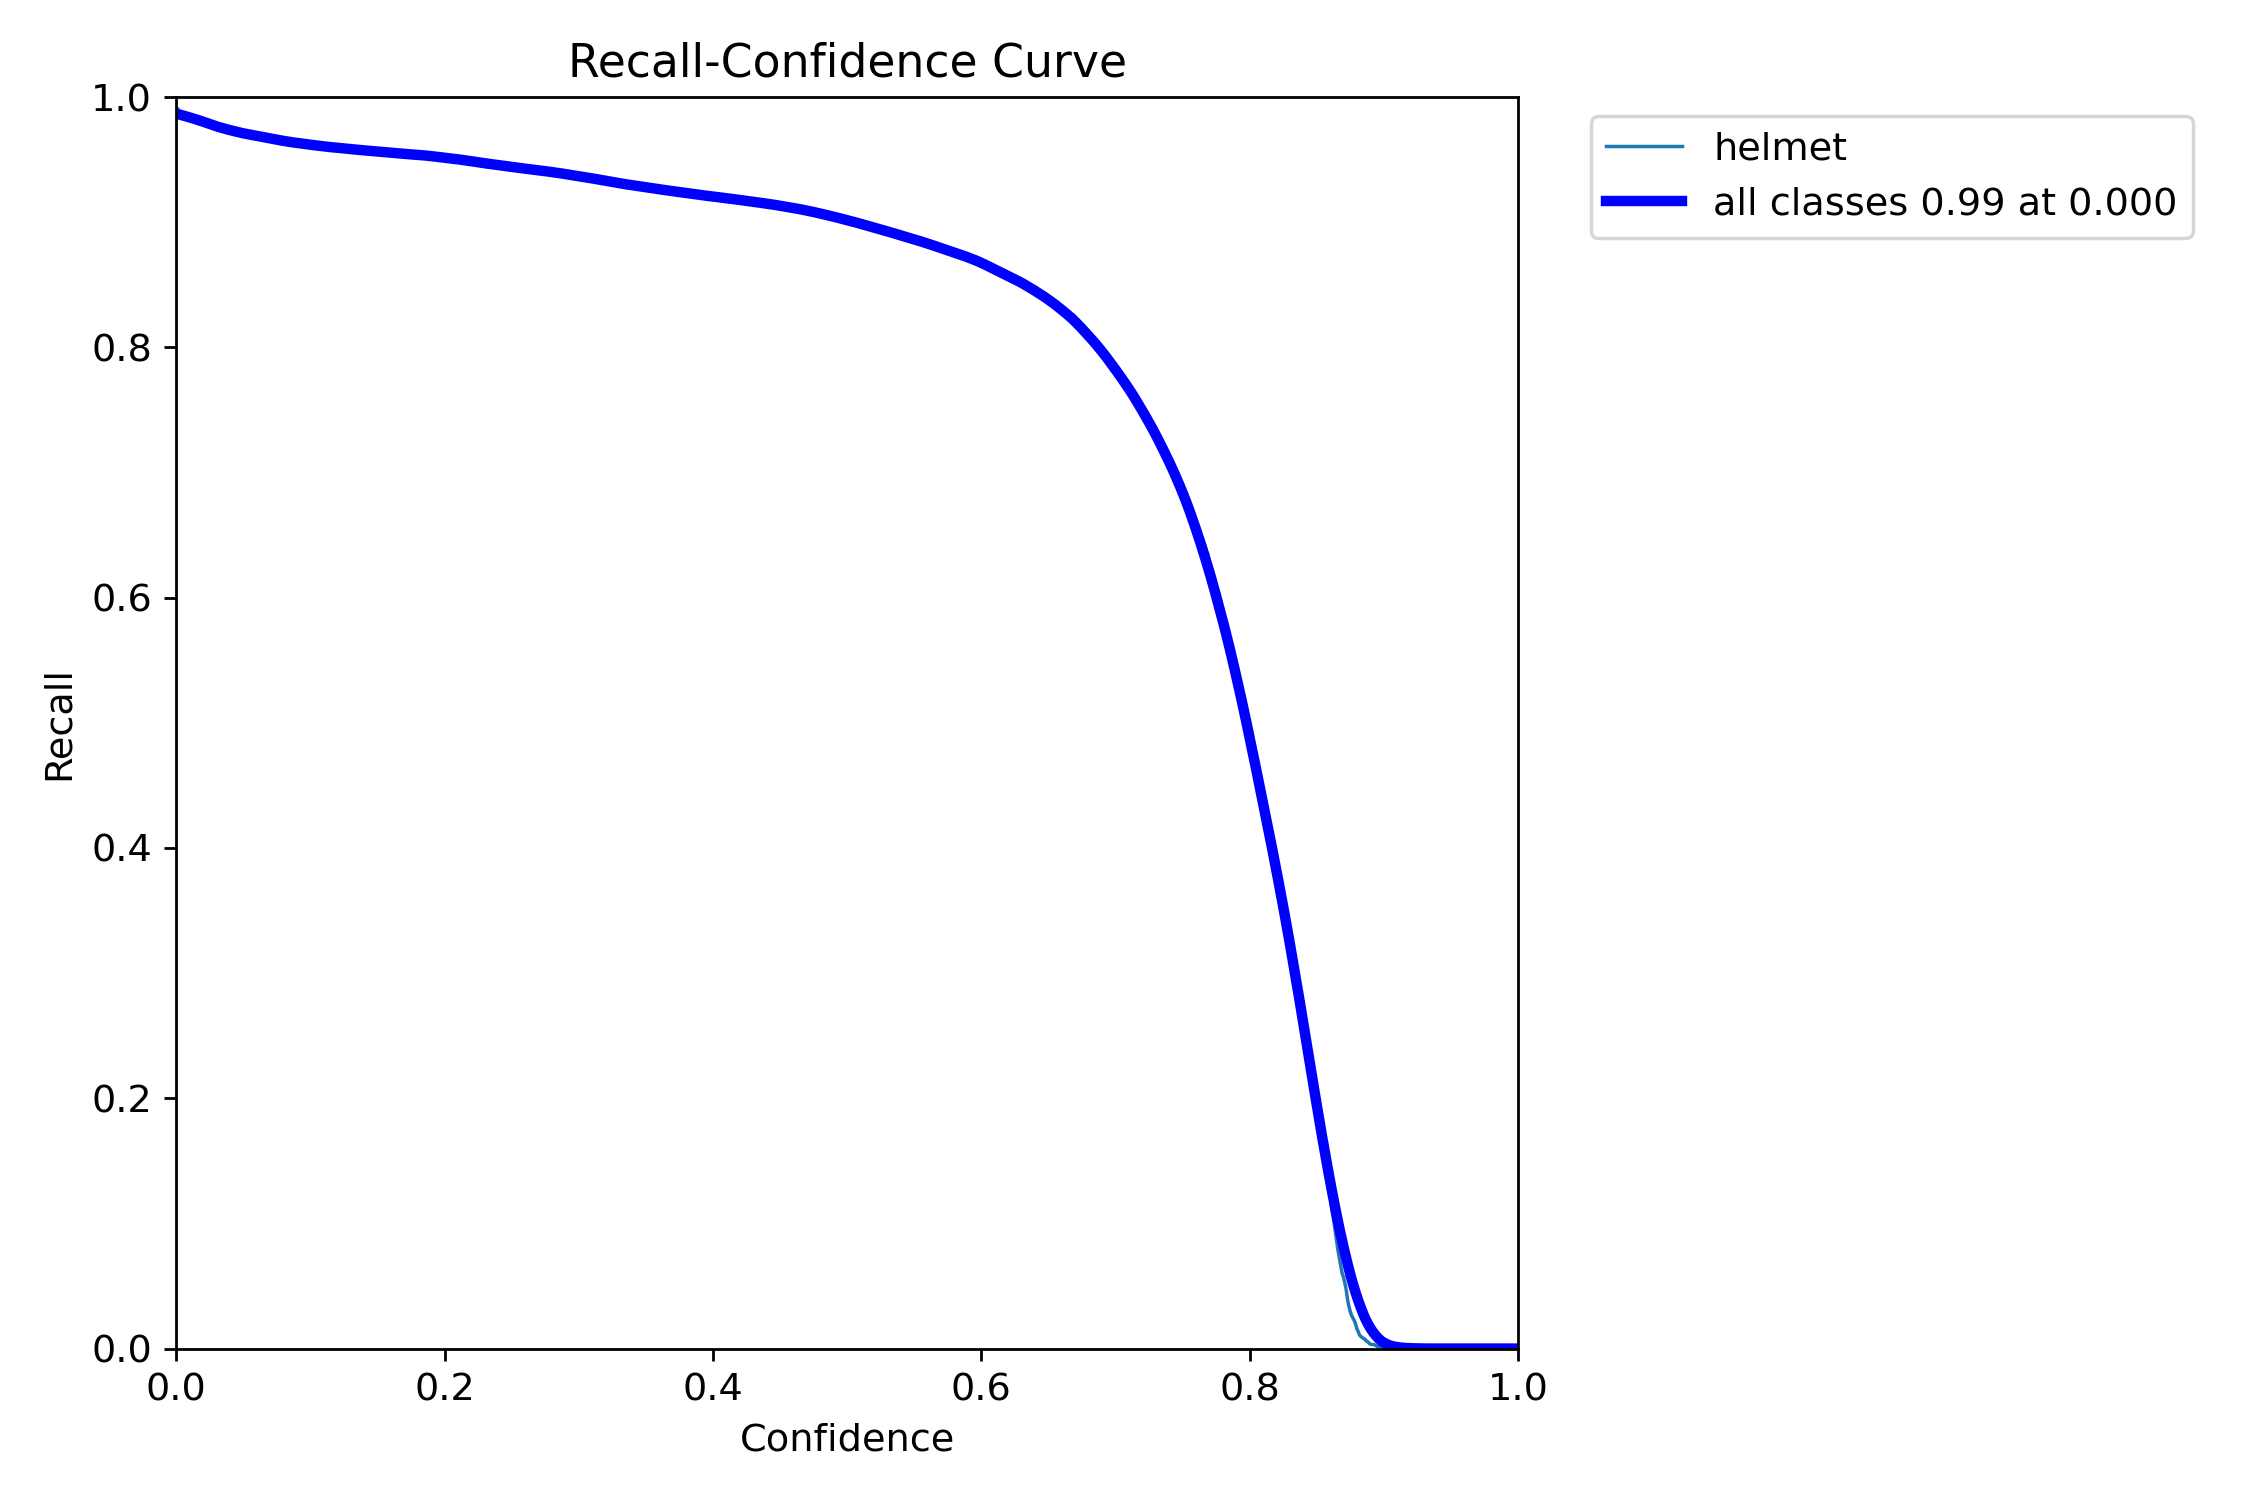 Recall-Confidence Curve
1.0
0.8
0.6
0.4
0.2
0.0
Recall
0.0 0.2 0.4 0.6 0.8 1.0
Confidence
helmet
all classes 0.99 at 0.000